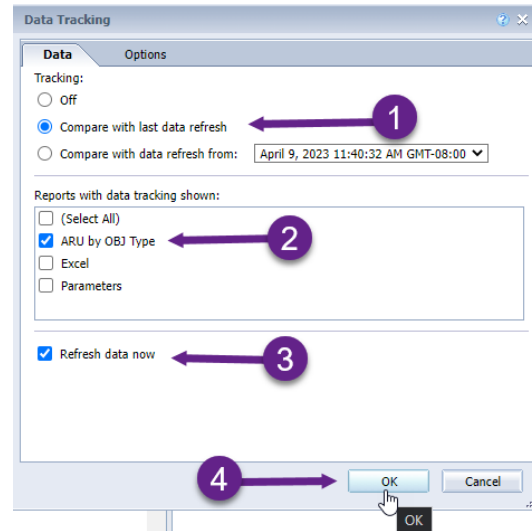 Data Tracking
Data Options
Tracking:
Off
Compare with last data refresh
1
Compare with data refresh from: April 9, 2023 11:40:32 AM GMT-08:00
Reports with data tracking shown:
(Select All)
ARU by OBJ Type
2
Excel
Parameters
Refresh data now
3
4
OK Cancel
OK